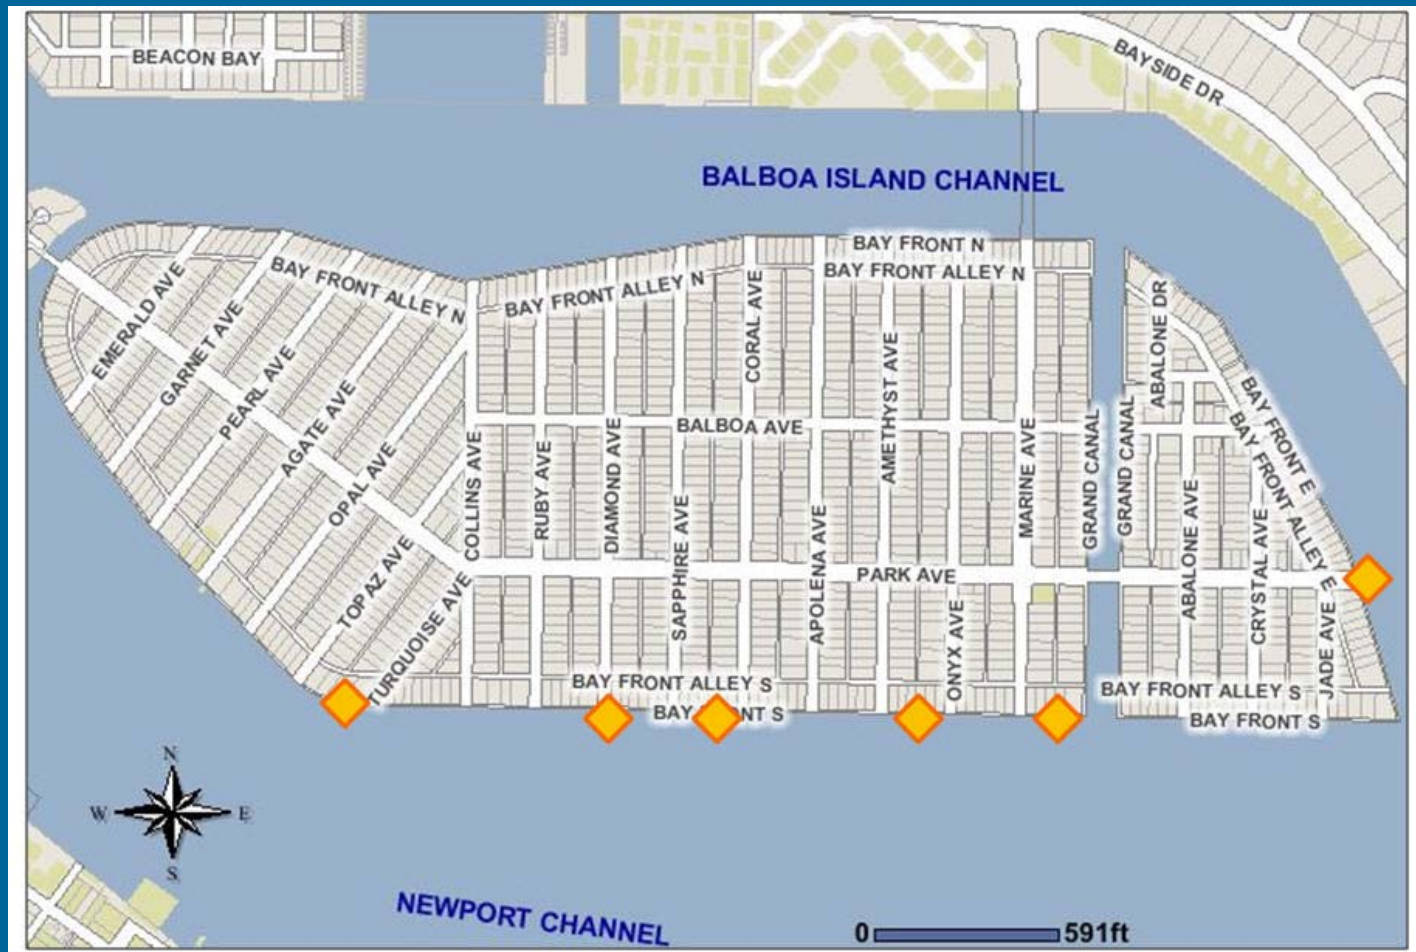 BEACON BAY
BAYSIDE DR
BALBOA ISLAND CHANNEL
BAY FRONT N
BAY FRONT ALLEY N
BAY FRONT ALLEY N
BAY FRONT ALLEY N
EMERALD AVE
GARNET AVE
PEARL AVE
AGATE AVE
OPAL AVE
TOPAZ AVE
TURQUOISE AVE
COLLINS AVE
RUBY AVE
DIAMOND AVE
SAPPHIRE AVE
CORAL AVE
BALBOA AVE
APOLENA AVE
AMETHYST AVE
ONYX AVE
MARINE AVE
GRAND CANAL
GRAND CANAL
ABALONE DR
ABALONE AVE
CRYSTAL AVE
JADE AVE
BAY FRONT E
BAY FRONT ALLEY E
PARK AVE
BAY FRONT ALLEY S
BAY FRONT S
BAY FRONT ALLEY S
BAY FRONT S
N
W E
S
NEWPORT CHANNEL
0 591ft